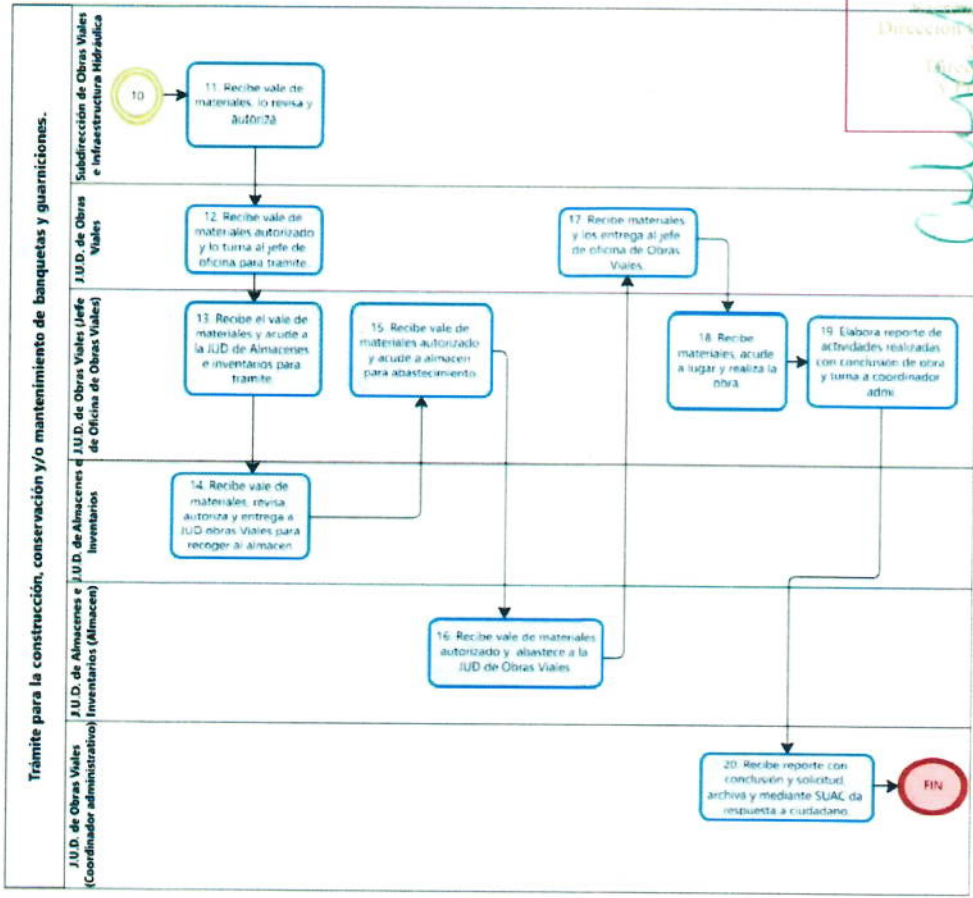 Trámite para la construcción, conservación y/o mantenimiento de banquetas y guarniciones.
Subdirección de Obras Viales
e Infraestructura Hidráulica
10
11. Recibe vale de
materiales, lo revisa y
autoriza
J.U.D. de Obras
Viales
12. Recibe vale de
materiales autorizado
y lo turna al jefe de
oficina para tramite.
17. Recibe materiales
y los entrega al jefe
de oficina de Obras
Viales.
J.U.D. de Obras Viales (Jefe
de Oficina de Obras Viales)
13. Recibe el vale de
materiales y acude a
la JUD de Almacenes
e inventarios para
tramite.
15. Recibe vale de
materiales autorizado
y acude a almacen
para abastecimiento.
18. Recibe
materiales, acude
a lugar y realiza la
obra.
19. Elabora reporte de
actividades realizadas
con conclusión de obra
y turna a coordinador
admi.
J.U.D. de Almacenes e
Inventarios
14. Recibe vale de
materiales, revisa,
autoriza y entrega a
JUD obras Viales para
recoger al almacen
J.U.D. de Almacenes e
Inventarios (Almacen)
16. Recibe vale de materiales
autorizado y abastece a la
JUD de Obras Viales
J.U.D. de Obras Viales
(Coordinador administrativo)
20. Recibe reporte con
conclusión y solicitud,
archiva y mediante SUAC da
respuesta a ciudadano.
FIN
Dirección